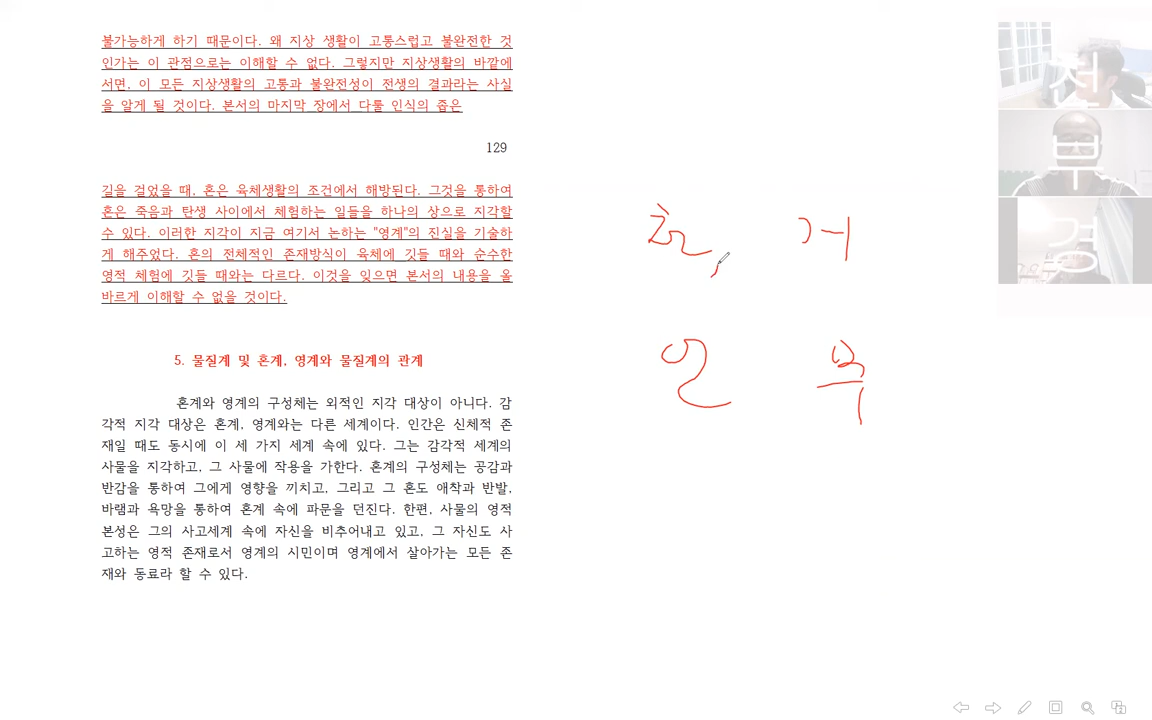 불가능하게 하기 때문이다. 왜 지상 생활이 고통스럽고 불완전한 것
인가는 이 관점으로는 이해할 수 없다. 그렇지만 지상생활의 바깥에
서면, 이 모든 지상생활의 고통과 불완전성이 전생의 결과라는 사실
을 알게 될 것이다. 본서의 마지막 장에서 다룰 인식의 좁은
129
길을 걸었을 때, 혼은 육체생활의 조건에서 해방된다. 그것을 통하여
혼은 죽음과 탄생 사이에서 체험하는 일들을 하나의 상으로 지각할
수 있다. 이러한 지각이 지금 여기서 논하는 "영계"의 진실을 기술하
게 해주었다. 혼의 전체적인 존재방식이 육체에 깃들 때와 순수한
영적 체험에 깃들 때와는 다르다. 이것을 잊으면 본서의 내용을 올
바르게 이해할 수 없을 것이다.
5. 물질계 및 혼계, 영계와 물질계의 관계
혼계와 영계의 구성체는 외적인 지각 대상이 아니다. 감
각적 지각 대상은 혼계, 영계와는 다른 세계이다. 인간은 신체적 존
재일 때도 동시에 이 세 가지 세계 속에 있다. 그는 감각적 세계의
사물을 지각하고, 그 사물에 작용을 가한다. 혼계의 구성체는 공감과
반감을 통하여 그에게 영향을 끼치고, 그리고 그 혼도 애착과 반발,
바램과 욕망을 통하여 혼계 속에 파문을 던진다. 한편, 사물의 영적
본성은 그의 사고세계 속에 자신을 비추어내고 있고, 그 자신도 사
고하는 영적 존재로서 영계의 시민이며 영계에서 살아가는 모든 존
재와 동료라 할 수 있다.